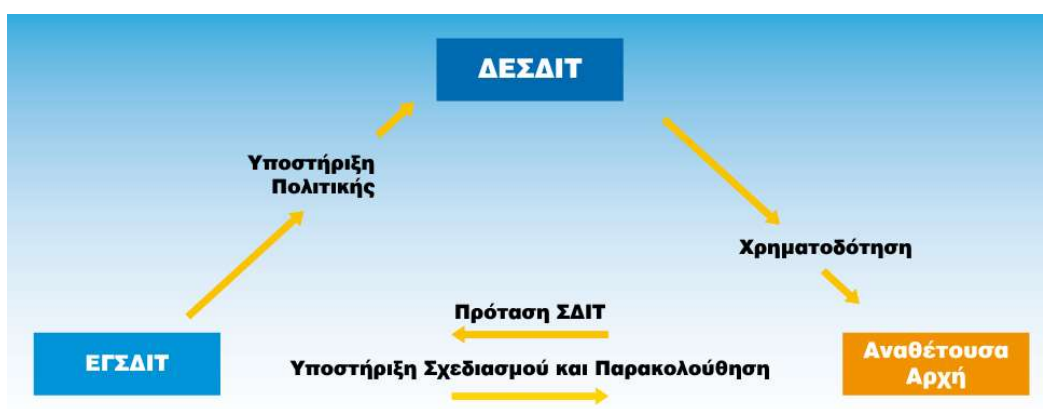 ΔΕΣΔΙΤ
Υποστήριξη
Πολιτικής
Χρηματοδότηση
Πρόταση ΣΔΙΤ
ΕΓΣΔΙΤ
Υποστήριξη Σχεδιασμού και Παρακολούθηση
Αναθέτουσα
Αρχή